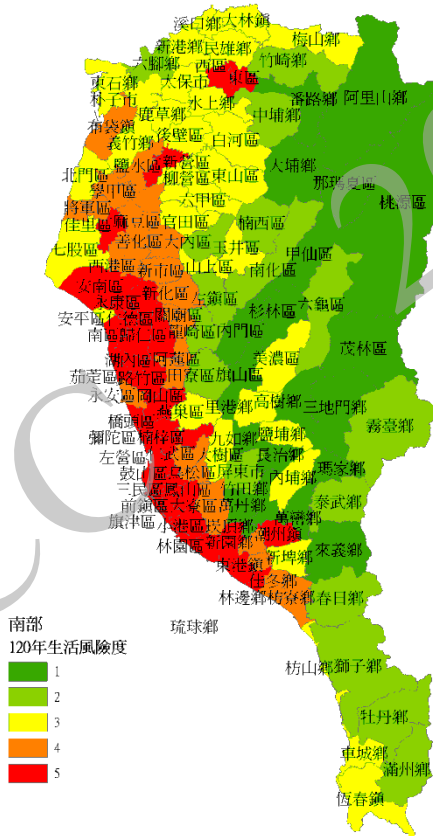 溪口鄉 大林鎮
梅山鄉
新港鄉 民雄鄉
六腳鄉 西區 竹崎鄉
東石鄉 太保市 東區
朴子市 水上鄉 番路鄉 阿里山鄉
布袋鎮 鹿草鄉 中埔鄉
義竹鄉 後壁區 白河區
鹽水區 新營區 大埔鄉
北門區 柳營區 東山區 那瑪夏區
學甲區 六甲區 桃源區
將軍區 麻豆區 官田區 楠西區
佳里區 善化區 大內區 玉井區 甲仙區
七股區
西港區 新市區 山上區 南化區
安南區 新化區 左鎮區 六龜區
永康區 杉林區
安平區 仁德區 關廟區
南區 歸仁區 龍崎區 內門區 茂林區
湖內區 阿蓮區 美濃區
茄萣區 路竹區 田寮區 旗山區
永安區 岡山區 高樹鄉
燕巢區 里港鄉 三地門鄉
橋頭區 霧臺鄉
彌陀區 梓官區 九如鄉 鹽埔鄉
左營區 仁武區 大樹區 長治鄉
鼓山區 鳥松區 屏東市 內埔鄉 瑪家鄉
三民區 鳳山區 竹田鄉 泰武鄉
前鎮區 大寮區 萬丹鄉 萬巒鄉
旗津區 小港區 崁頂鄉 潮州鎮
林園區 新園鄉 新埤鄉 來義鄉
東港鎮
佳冬鄉
林邊鄉 枋寮鄉 春日鄉
琉球鄉
枋山鄉 獅子鄉
牡丹鄉
車城鄉
滿州鄉
恆春鎮
南部
120年生活風險度
1
2
3
4
5